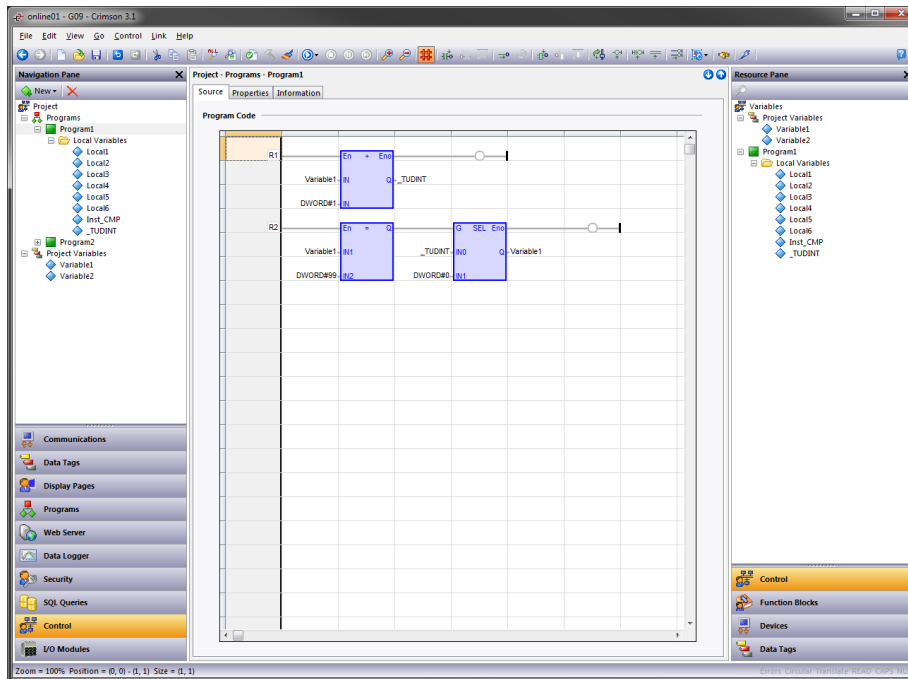 online01 - G09 - Crimson 3.1
File Edit View Go Control Link Help
Navigation Pane
New
Project
Programs
Program1
Local Variables
Local1
Local2
Local3
Local4
Local5
Local6
Inst_CMP
_TUDINT
Program2
Project Variables
Variable1
Variable2
Communications
Data Tags
Display Pages
Programs
Web Server
Data Logger
Security
SQL Queries
Control
I/O Modules
Project - Programs - Program1
Source Properties Information
Program Code
R1 En + Eno
Variable1 IN Q _TUDINT
DWORD#1 IN
R2 En = Q G SEL Eno
Variable1 IN1 _TUDINT IN0 Q Variable1
DWORD#99 IN2 DWORD#0 IN1
Resource Pane
Variables
Project Variables
Variable1
Variable2
Program1
Local Variables
Local1
Local2
Local3
Local4
Local5
Local6
Inst_CMP
_TUDINT
Control
Function Blocks
Devices
Data Tags
Zoom = 100% Position = (0, 0) - (1, 1) Size = (1, 1)
Errors Circular Translate READ CAPS